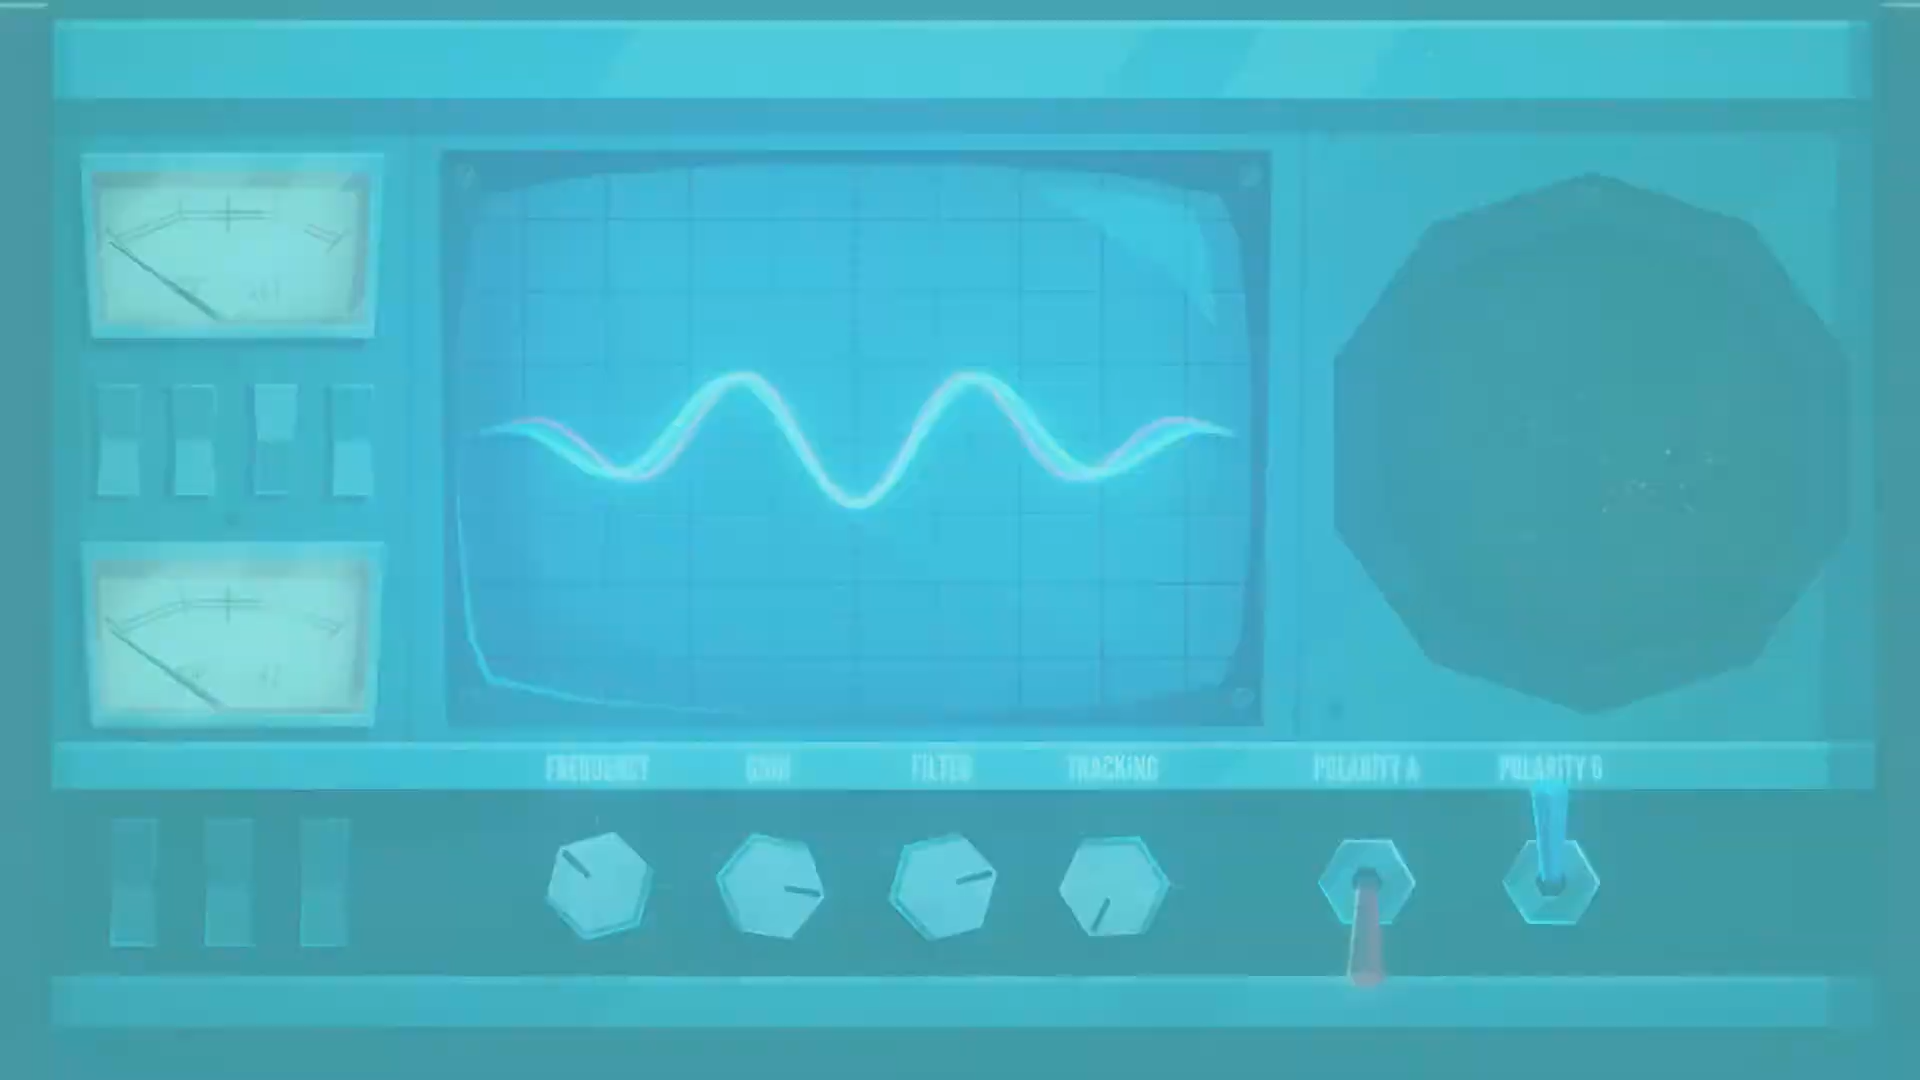 FREQUENCY
GAIN
FILTER
TRACKING
POLARITY A
POLARITY B